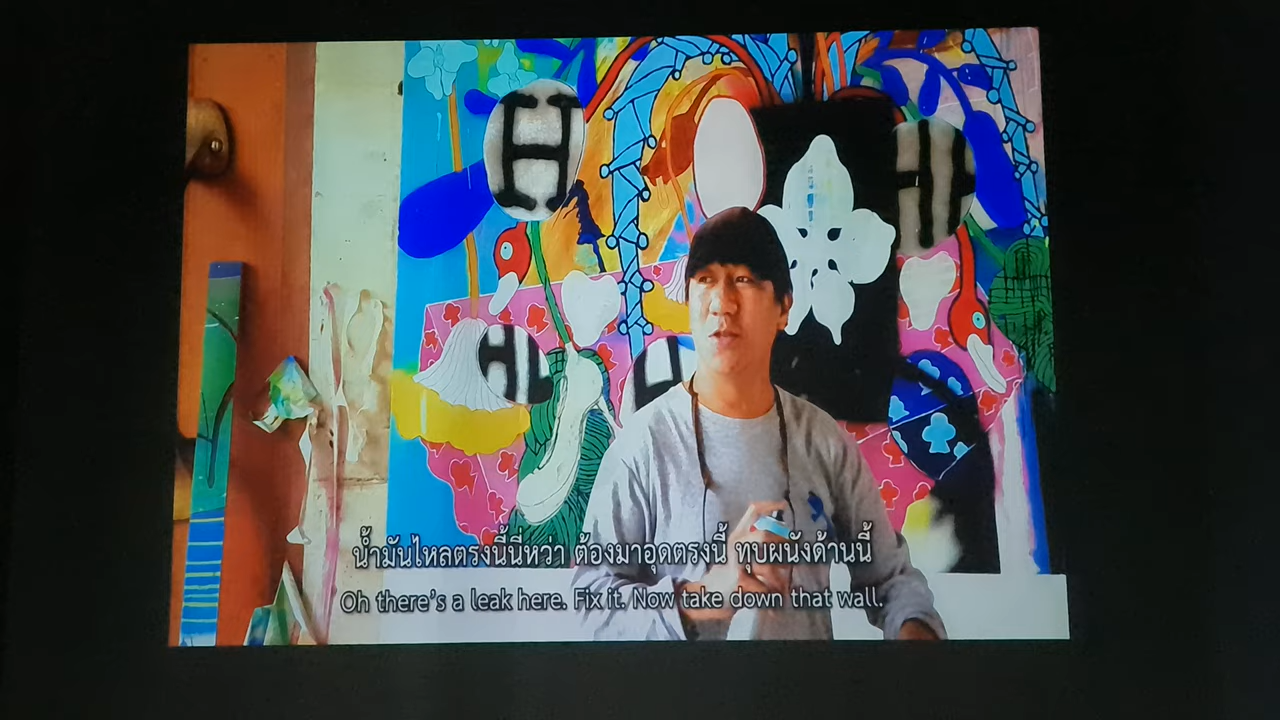 H
HL
น้ำมันไหลตรงนี้นี่หว่า ต้องมาอุดตรงนี้ ทุบผนังด้านนี้
Oh there's a leak here. Fix it. Now take down that wall.